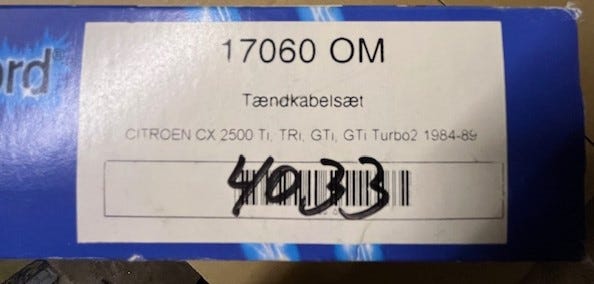 ord®
17060 OM
Tændkabelsæt
CITROEN CX 2500 Ti, TRi, GTi, GTi Turbo2 1984-89
4033